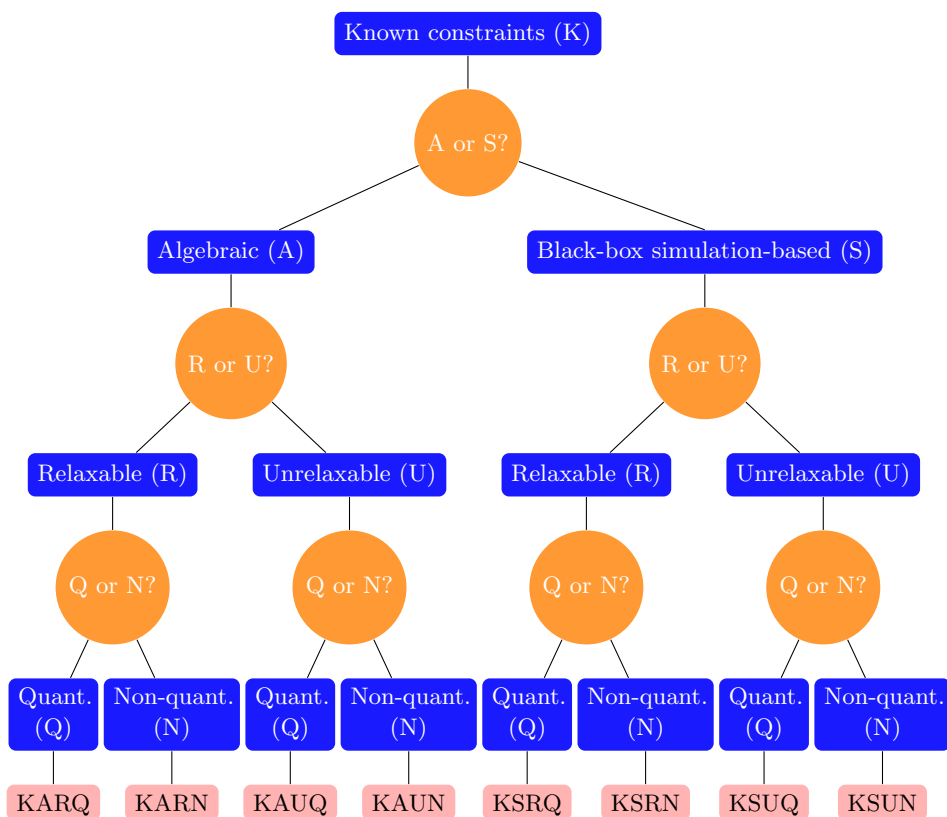 Known constraints (K)
A or S?
Algebraic (A)
Black-box simulation-based (S)
R or U?
R or U?
Relaxable (R)
Unrelaxable (U)
Relaxable (R)
Unrelaxable (U)
Q or N?
Q or N?
Q or N?
Q or N?
Quant.
(Q)
Non-quant.
(N)
Quant.
(Q)
Non-quant.
(N)
Quant.
(Q)
Non-quant.
(N)
Quant.
(Q)
Non-quant.
(N)
KARQ
KARN
KAUQ
KAUN
KSRQ
KSRN
KSUQ
KSUN